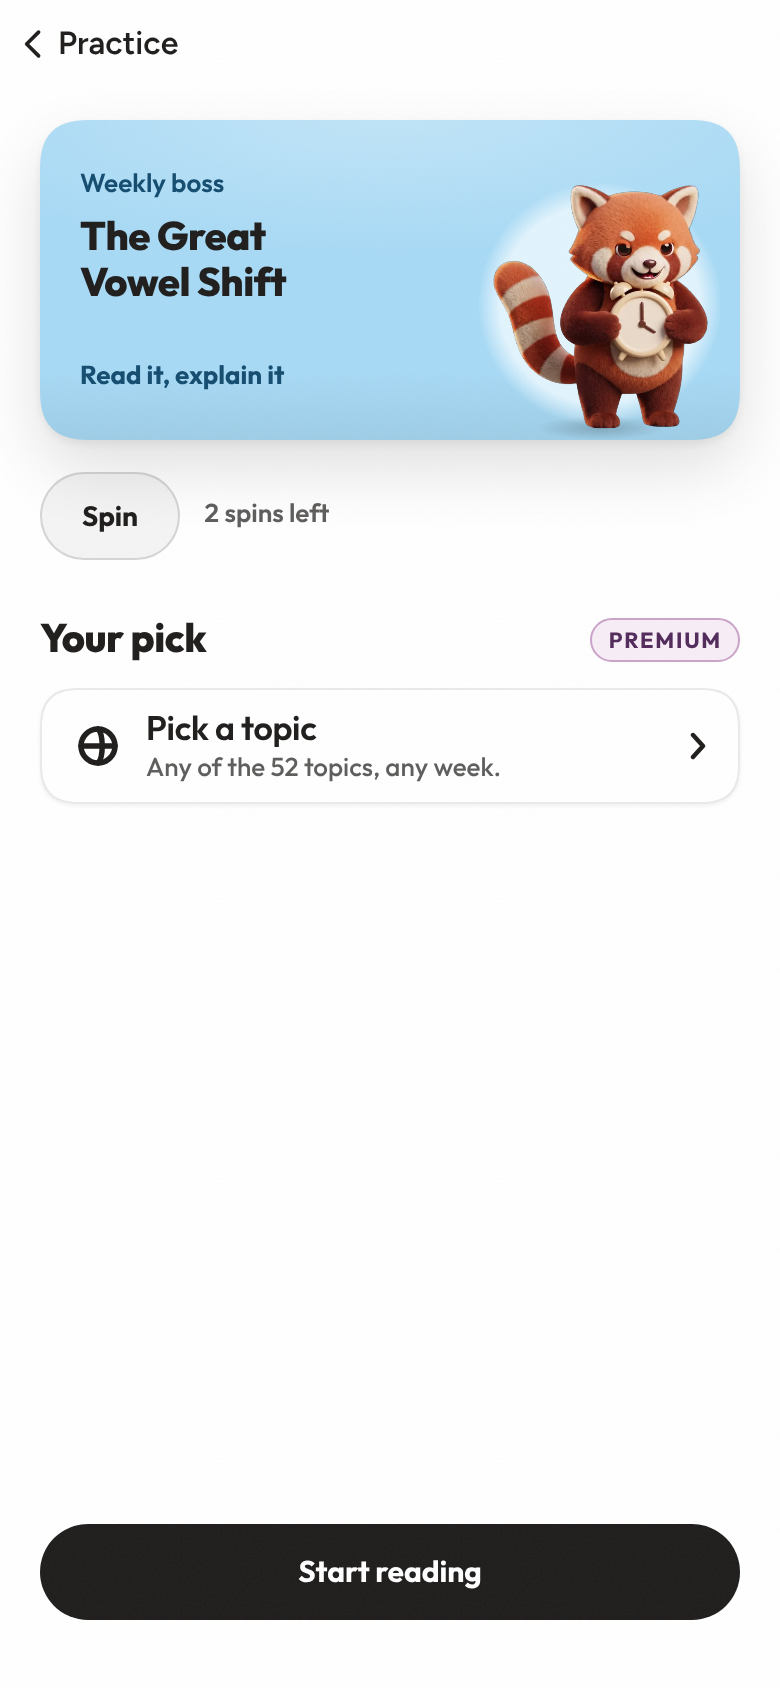 Practice
Weekly boss
The Great
Vowel Shift
Read it, explain it
Spin
2 spins left
Your pick
PREMIUM
Pick a topic
Any of the 52 topics, any week.
Start reading